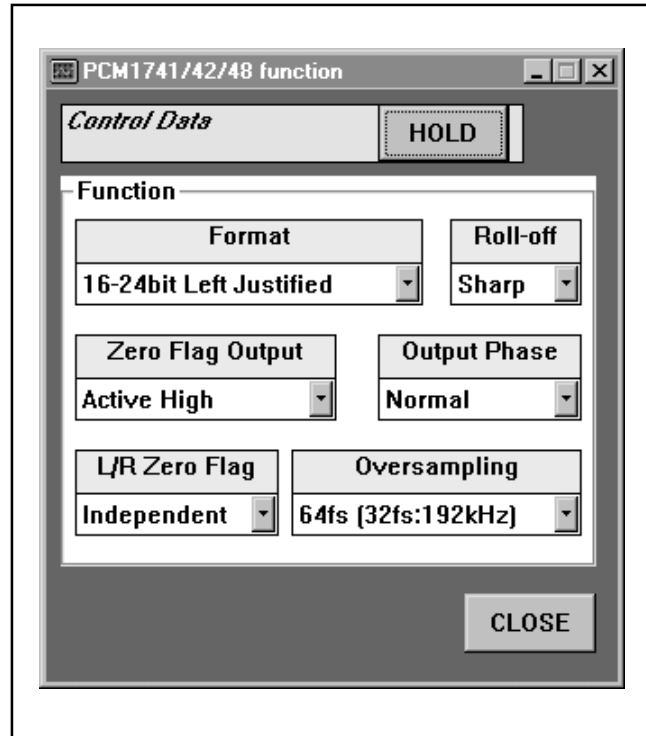 PCM1741/42/48 function
Control Data
HOLD
Function
Format
Roll-off
16-24bit Left Justified
Sharp
Zero Flag Output
Output Phase
Active High
Normal
L/R Zero Flag
Oversampling
Independent
64fs (32fs:192kHz)
CLOSE